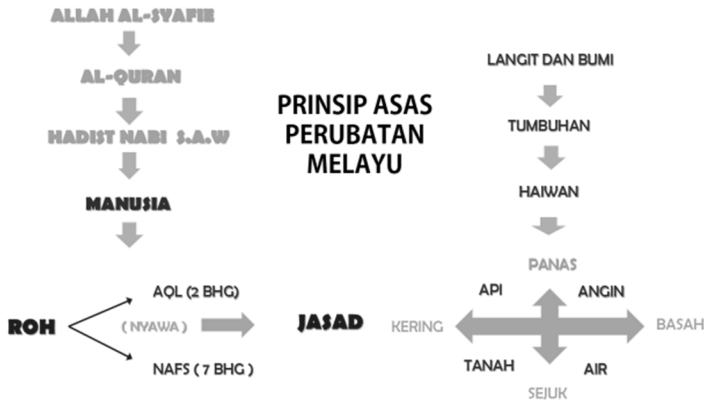 ALLAH AL-SYAFIE
AL-QURAN
HADIST NABI S.A.W
MANUSIA
ROH
AQL (2 BHG)
( NYAWA )
NAFS ( 7 BHG )
JASAD
PRINSIP ASAS
PERUBATAN
MELAYU
LANGIT DAN BUMI
TUMBUHAN
HAIWAN
PANAS
API
ANGIN
KERING
BASAH
TANAH
AIR
SEJUK